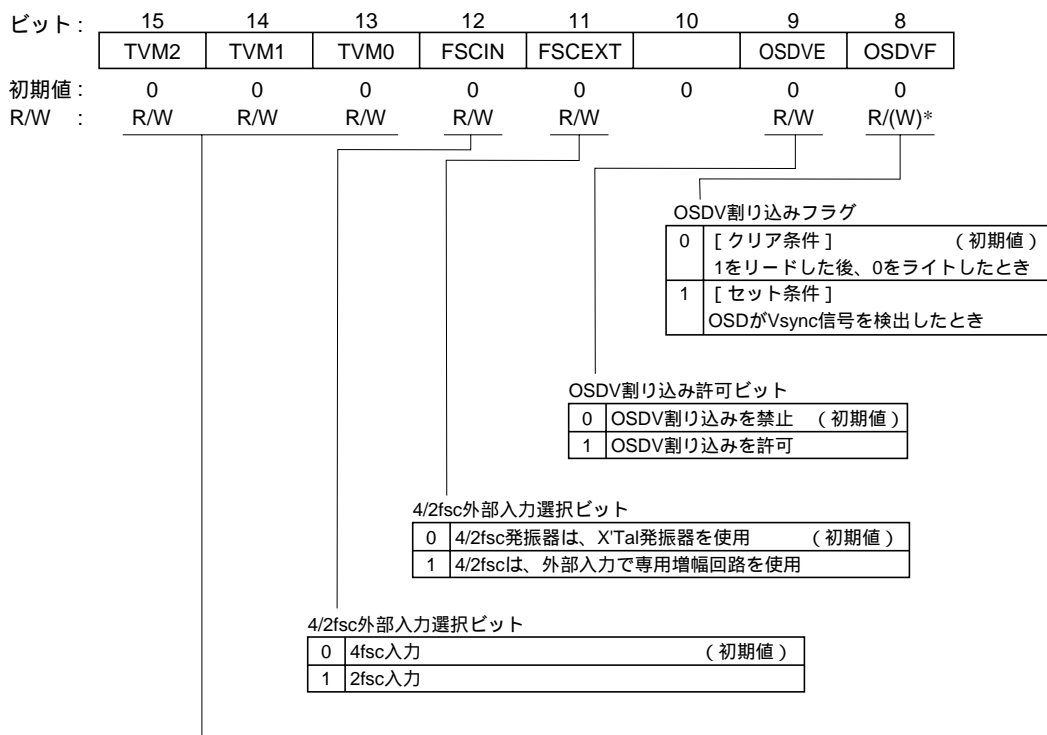 ビット : 15 14 13 12 11 10 9 8
TVM2 TVM1 TVM0 FSCIN FSCEXT OSDVE OSDVF
初期値 : 0 0 0 0 0 0 0 0
R/W : R/W R/W R/W R/W R/W R/W R/(W)*
OSDV割り込みフラグ
0 [ クリア条件 ] ( 初期値 )
1をリードした後、0をライトしたとき
1 [ セット条件 ]
OSDがVsync信号を検出したとき
OSDV割り込み許可ビット
0 OSDV割り込みを禁止 ( 初期値 )
1 OSDV割り込みを許可
4/2fsc外部入力選択ビット
0 4/2fsc発振器は、X'Tal発振器を使用 ( 初期値 )
1 4/2fscは、外部入力で専用増幅回路を使用
4/2fsc外部入力選択ビット
0 4fsc入力 ( 初期値 )
1 2fsc入力